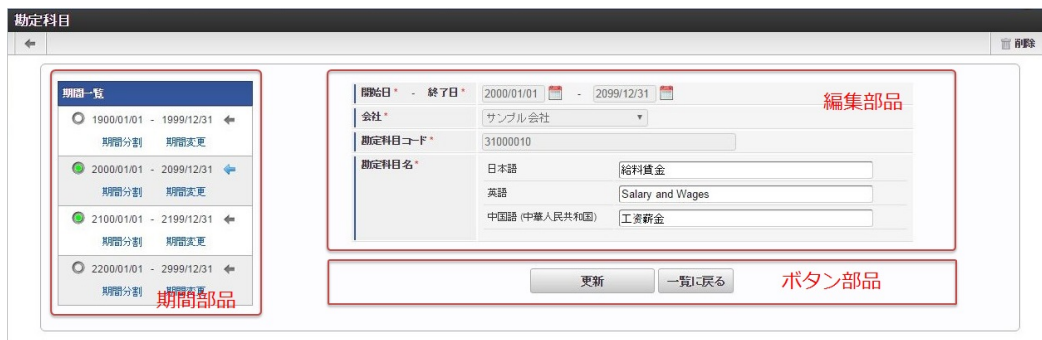 勘定科目
削除
期間一覧
1900/01/01 - 1999/12/31
期間分割 期間変更
2000/01/01 - 2099/12/31
期間分割 期間変更
2100/01/01 - 2199/12/31
期間分割 期間変更
2200/01/01 - 2999/12/31
期間分割 期間変更
期間部品
開始日* - 終了日* 2000/01/01 - 2099/12/31
編集部品
会社* サンプル会社
勘定科目コード* 31000010
勘定科目名* 日本語 給料賃金
英語 Salary and Wages
中国語 (中華人民共和国) 工资薪金
更新 一覧に戻る
ボタン部品